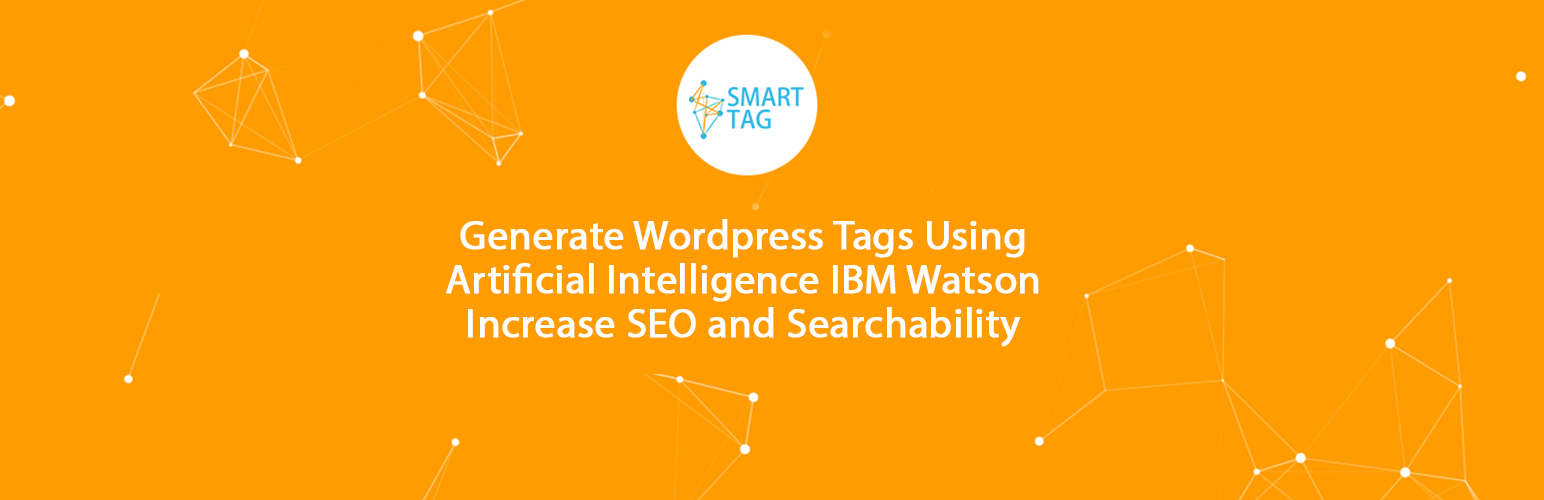 SMART
TAG
Generate Wordpress Tags Using
Artificial Intelligence IBM Watson
Increase SEO and Searchability